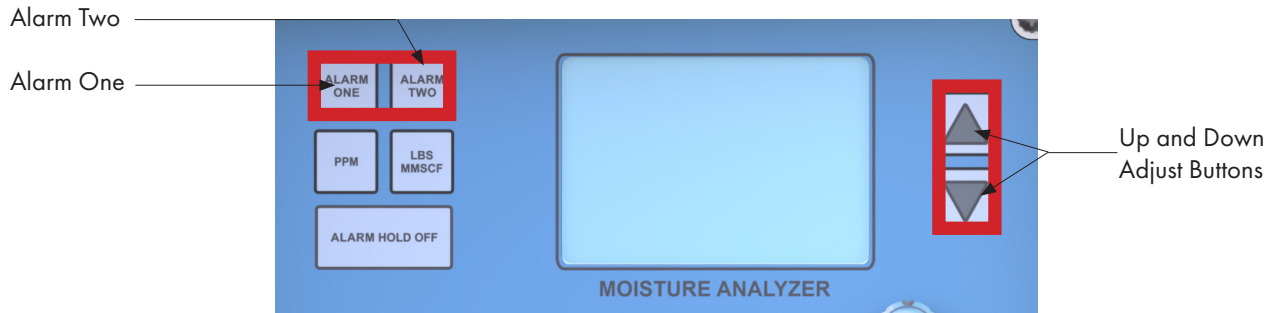 Alarm Two
Alarm One
ALARM
ONE
ALARM
TWO
PPM
LBS
MMSCF
ALARM HOLD OFF
MOISTURE ANALYZER
Up and Down
Adjust Buttons